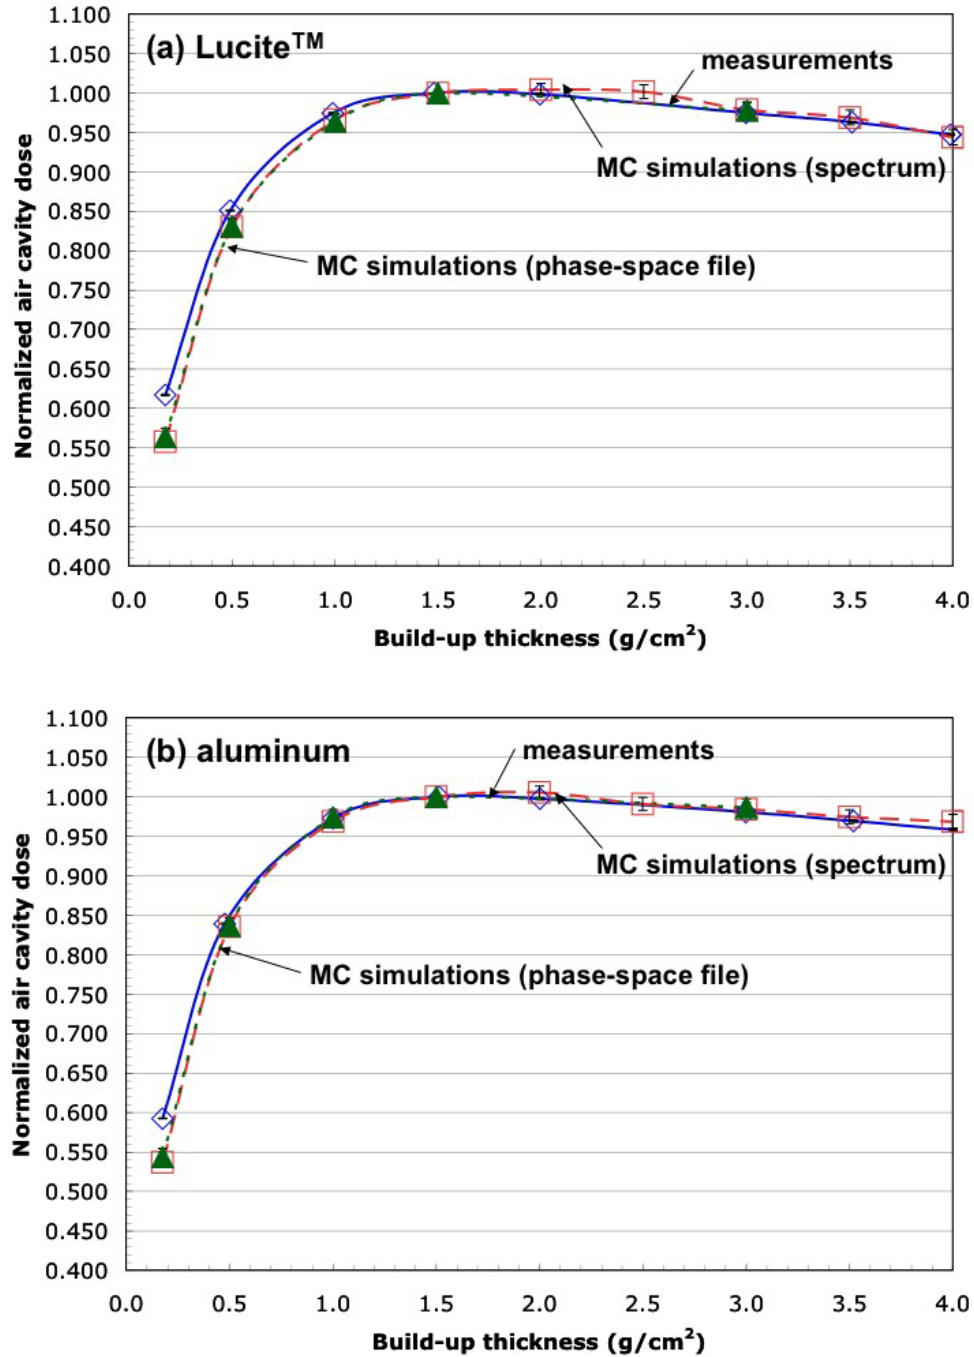 (a) Lucite™
measurements
MC simulations (spectrum)
MC simulations (phase-space file)
Normalized air cavity dose
1.100
1.050
1.000
0.950
0.900
0.850
0.800
0.750
0.700
0.650
0.600
0.550
0.500
0.450
0.400
0.0 0.5 1.0 1.5 2.0 2.5 3.0 3.5 4.0
Build-up thickness (g/cm²)
(b) aluminum
measurements
MC simulations (spectrum)
MC simulations (phase-space file)
Normalized air cavity dose
1.100
1.050
1.000
0.950
0.900
0.850
0.800
0.750
0.700
0.650
0.600
0.550
0.500
0.450
0.400
0.0 0.5 1.0 1.5 2.0 2.5 3.0 3.5 4.0
Build-up thickness (g/cm²)